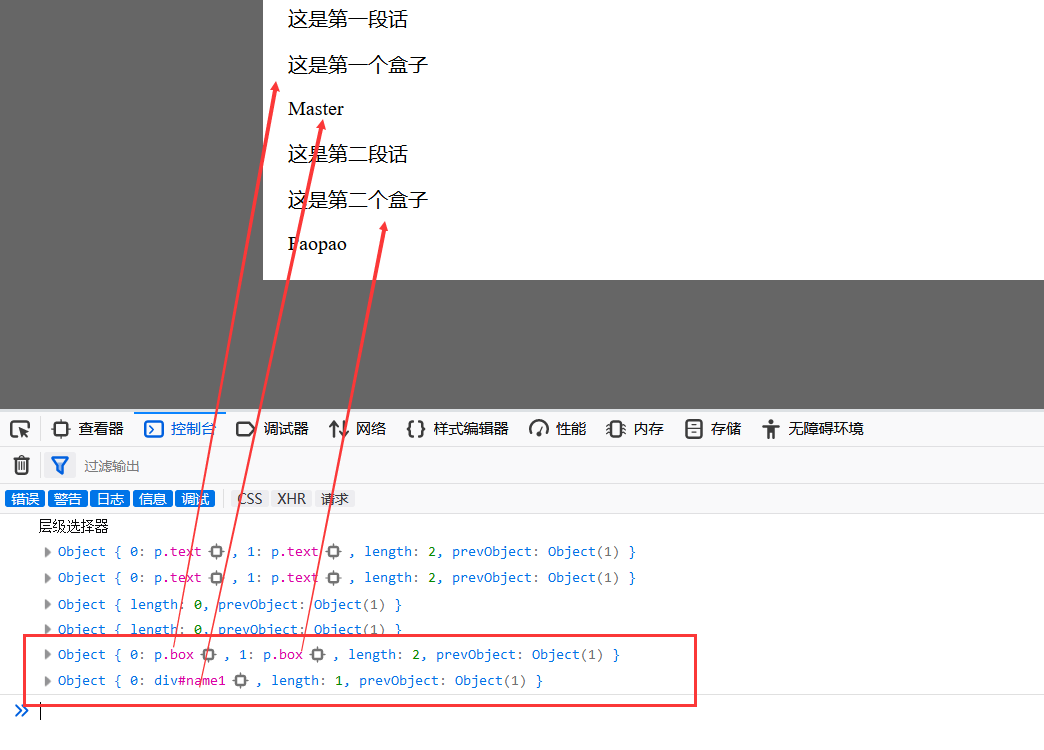 这是第一段话
这是第一个盒子
Master
这是第二段话
这是第二个盒子
Paopao
查看器 控制台 调试器 网络 {} 样式编辑器 性能 内存 存储 无障碍环境
过滤输出
错误 警告 日志 信息 调试 CSS XHR 请求
层级选择器
Object { 0: p.text , 1: p.text , length: 2, prevObject: Object(1) }
Object { 0: p.text , 1: p.text , length: 2, prevObject: Object(1) }
Object { length: 0, prevObject: Object(1) }
Object { length: 0, prevObject: Object(1) }
Object { 0: p.box , 1: p.box , length: 2, prevObject: Object(1) }
Object { 0: div#name1 , length: 1, prevObject: Object(1) }